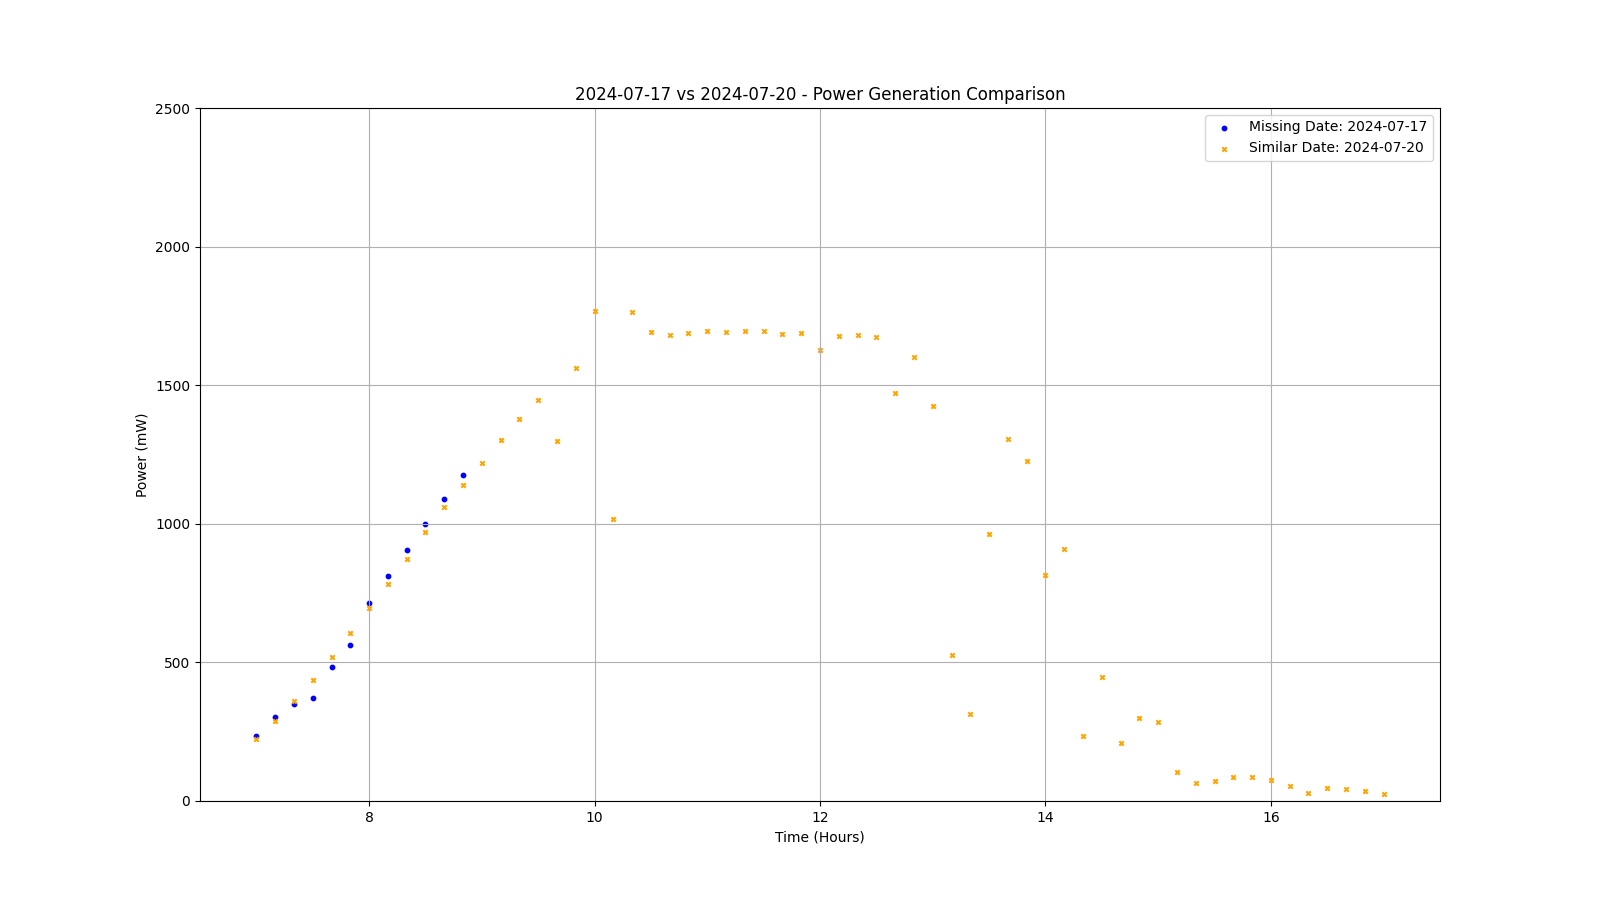 2024-07-17 vs 2024-07-20 - Power Generation Comparison
Missing Date: 2024-07-17
Similar Date: 2024-07-20
2500
2000
1500
1000
500
0
Power (mW)
8
10
12
14
16
Time (Hours)